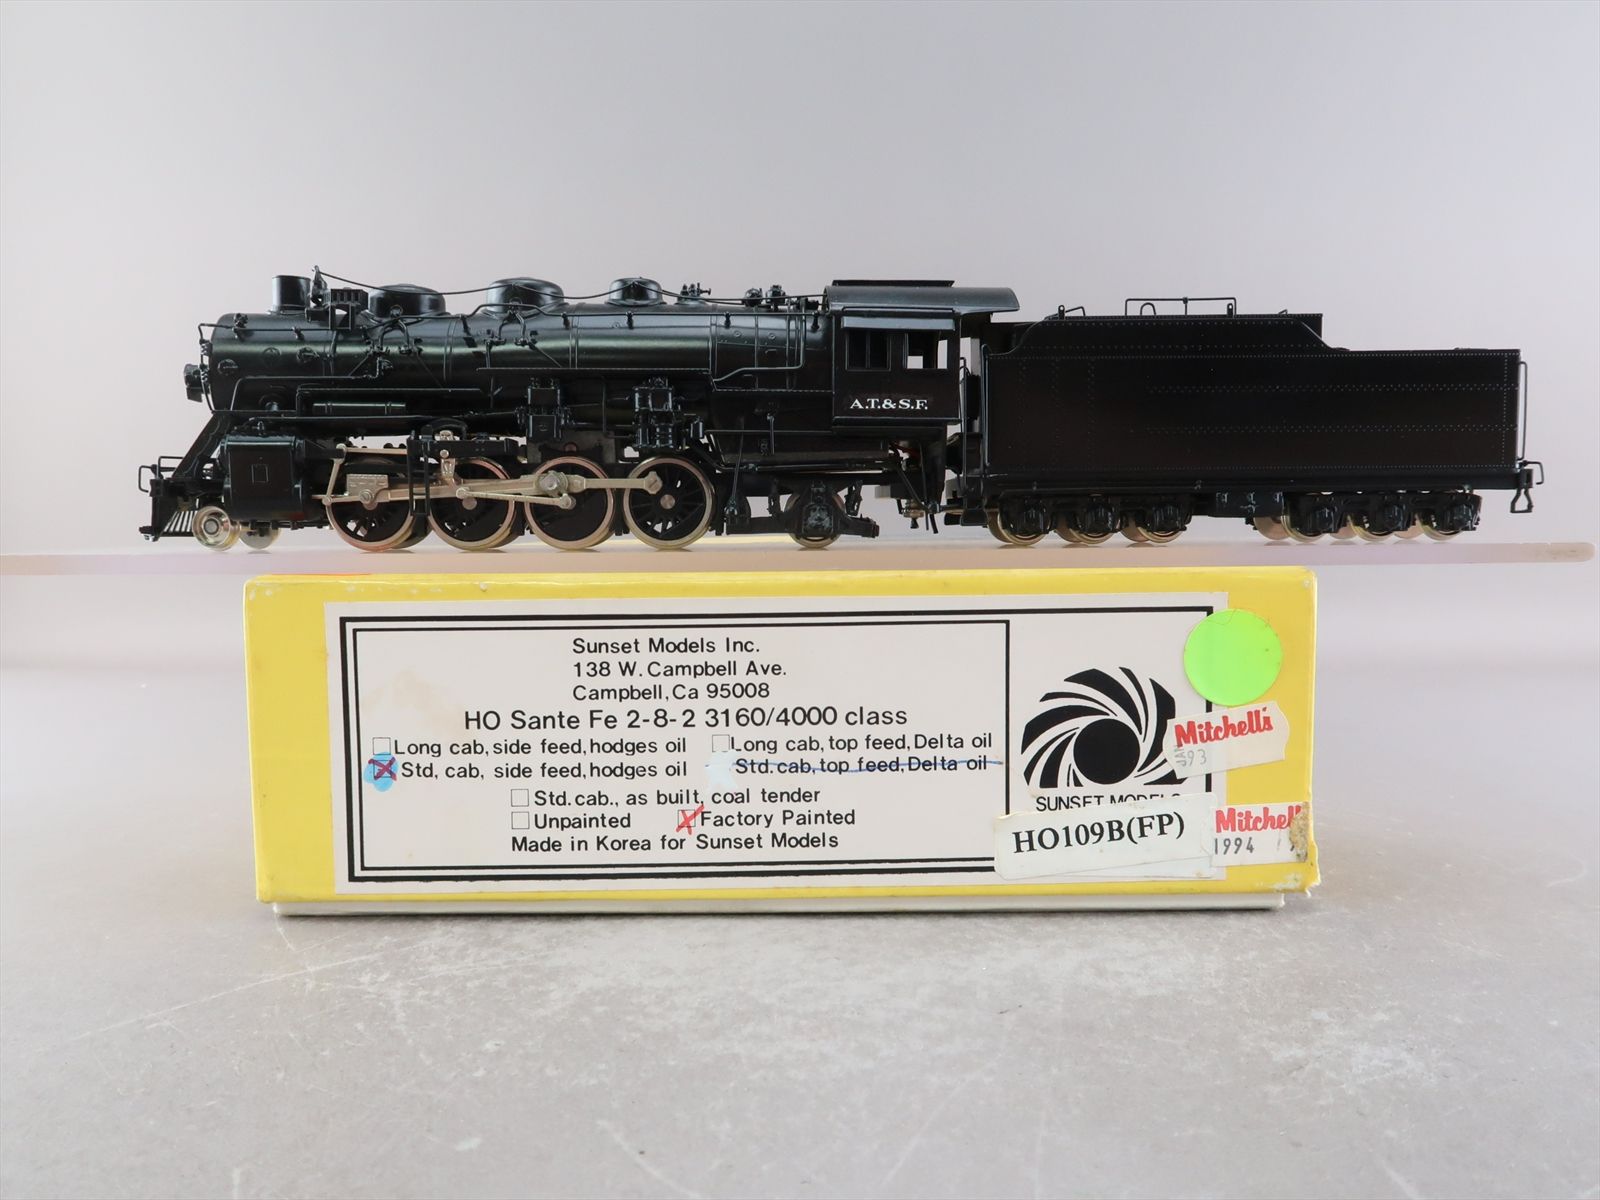 A.T.&S.F.
Sunset Models Inc.
138 W. Campbell Ave.
Campbell, Ca 95008
HO Sante Fe 2-8-2 3160/4000 class
Long cab, side feed, hodges oil
Long cab, top feed, Delta oil
Std, cab, side feed, hodges oil
Std. cab, top feed, Delta oil
Std. cab., as built, coal tender
Unpainted
Factory Painted
Made in Korea for Sunset Models
SUNSET MODELS
Mitchell's
JAN 93
HO109B(FP)
Mitchell
1994